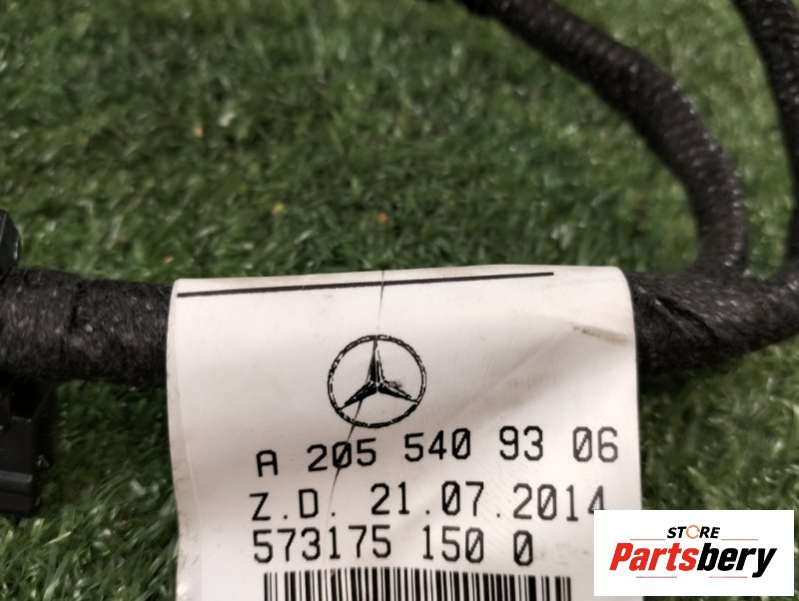 A 205 540 93 06
Z.D. 21.07.2014
573175 150 0
STORE
Partsbery